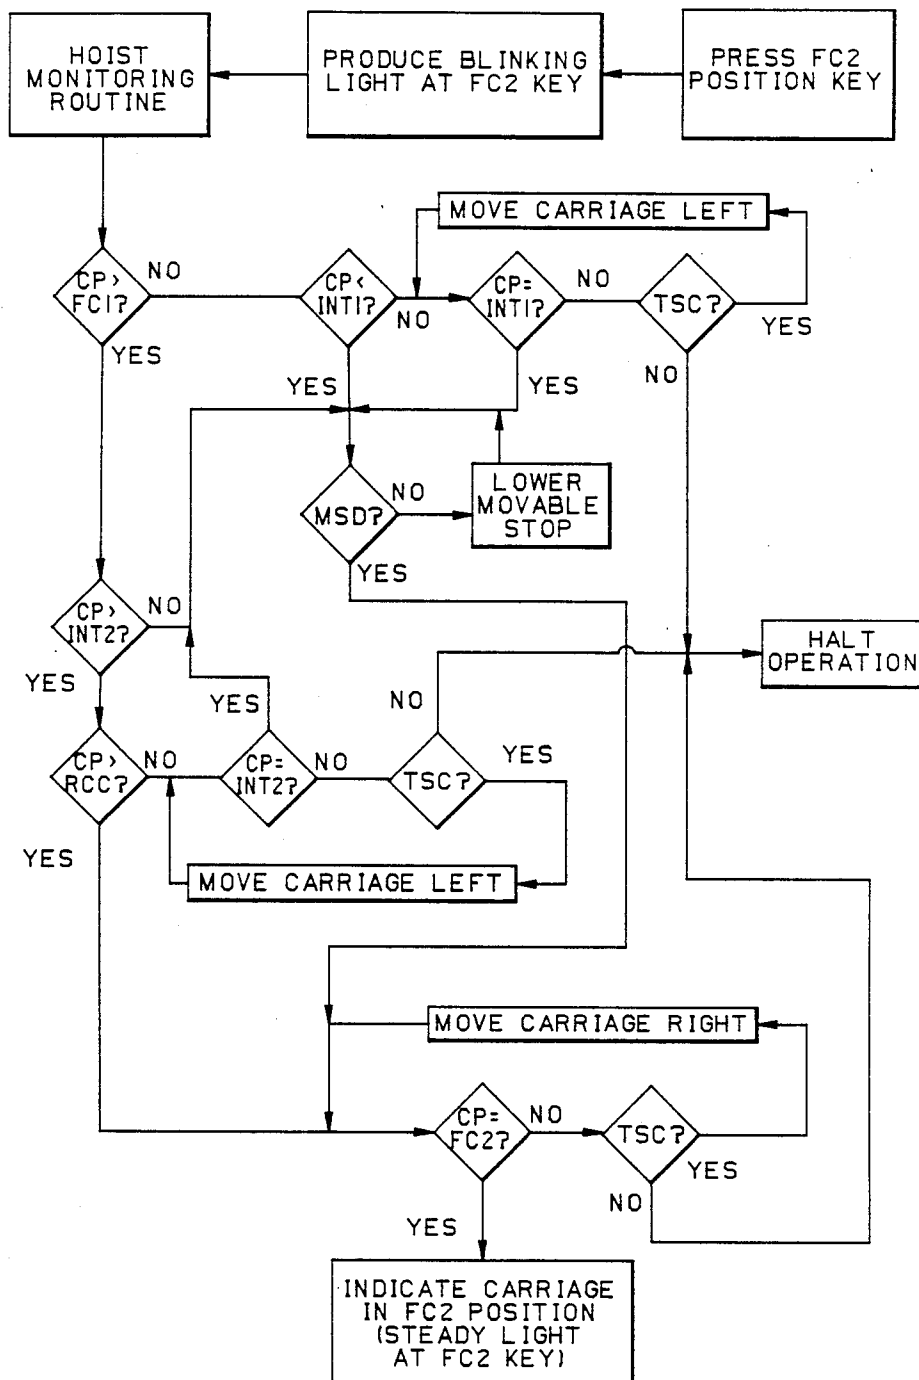 HOIST
MONITORING
ROUTINE
PRODUCE BLINKING
LIGHT AT FC2 KEY
PRESS FC2
POSITION KEY
MOVE CARRIAGE LEFT
CP>
FC1?
NO
YES
CP<
INT1?
NO
YES
CP=
INT1?
NO
YES
TSC?
YES
NO
MSD?
NO
YES
LOWER
MOVABLE
STOP
CP>
INT2?
NO
YES
HALT
OPERATION
CP>
RCC?
NO
YES
CP=
INT2?
YES
NO
TSC?
NO
YES
MOVE CARRIAGE LEFT
MOVE CARRIAGE RIGHT
CP=
FC2?
NO
YES
TSC?
YES
NO
INDICATE CARRIAGE
IN FC2 POSITION
(STEADY LIGHT
AT FC2 KEY)